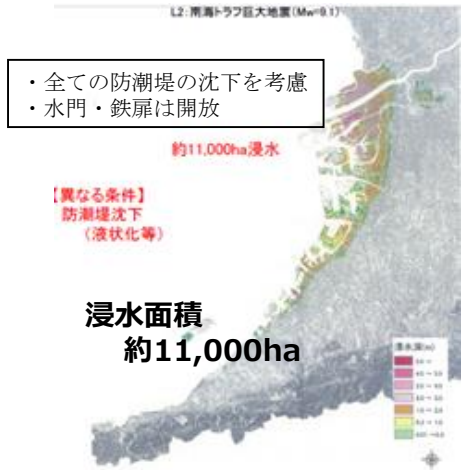 L2:南海トラフ巨大地震(Mw=9.1)
・全ての防潮堤の沈下を考慮
・水門・鉄扉は開放
約11,000ha浸水
【異なる条件】
防潮堤沈下
(液状化等)
浸水面積
約11,000ha
浸水深(m)